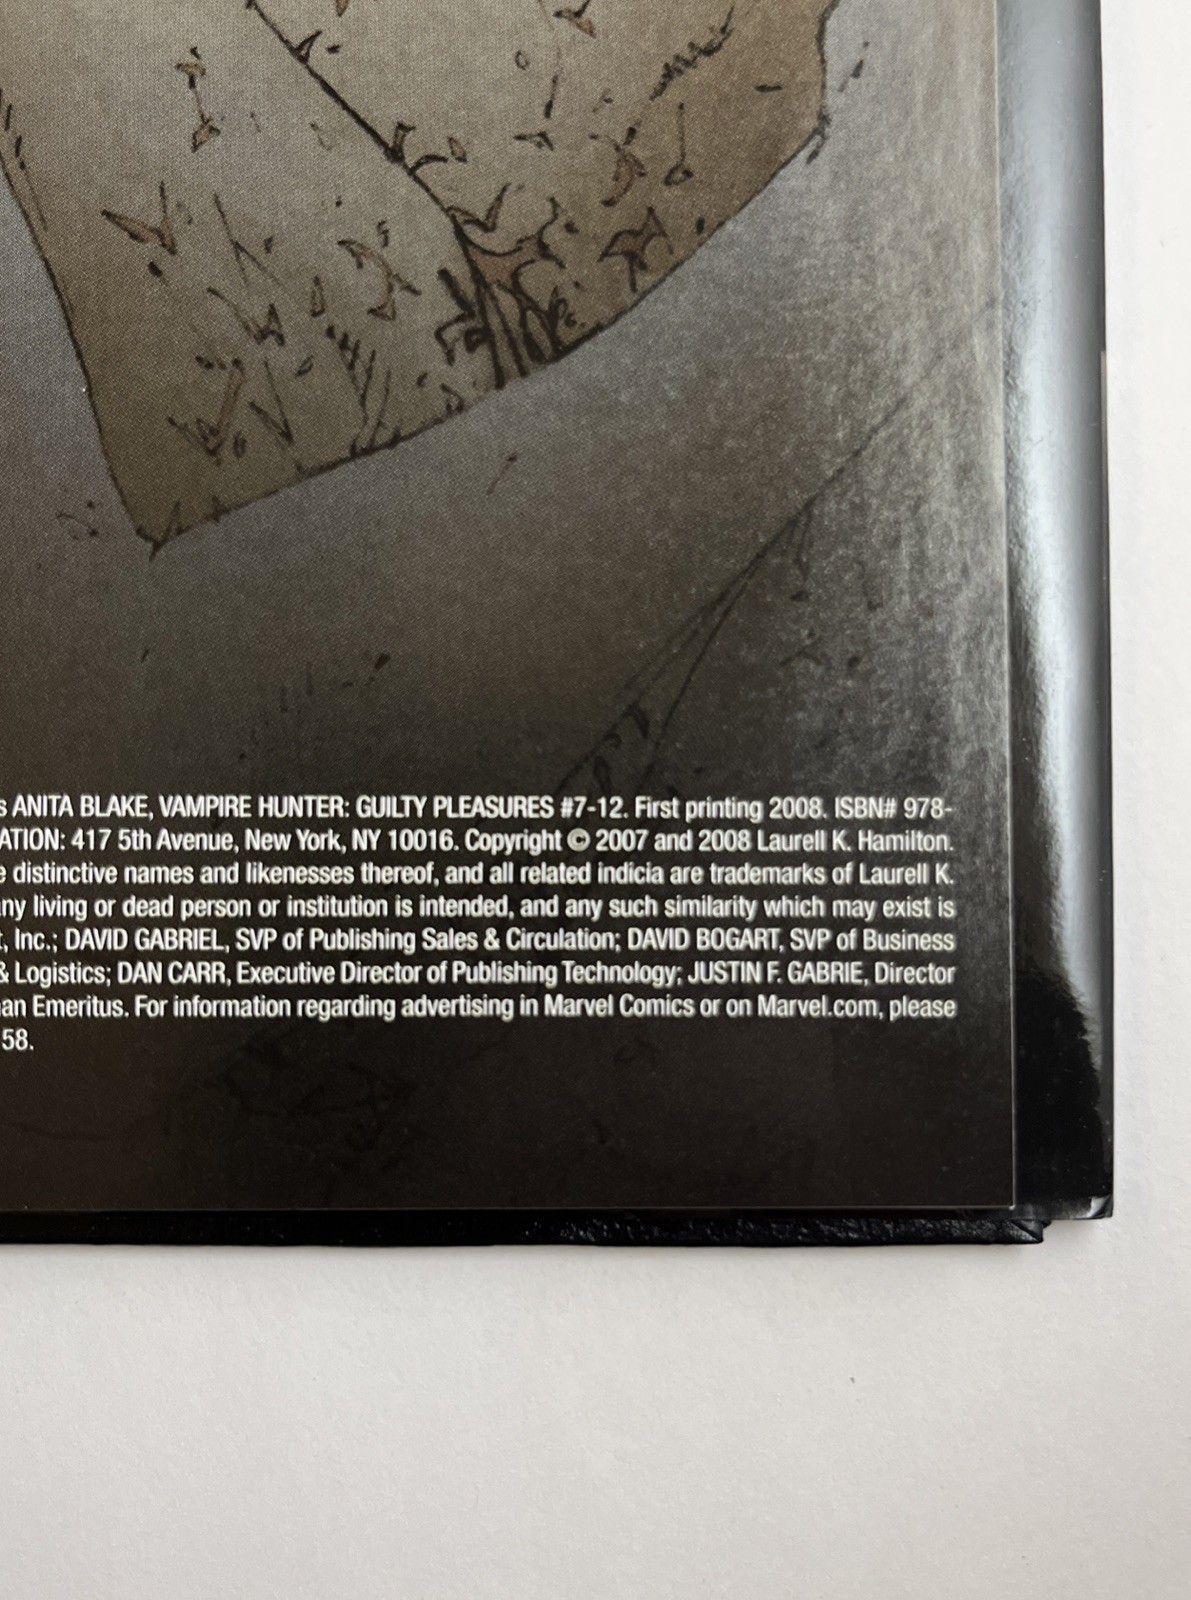 s ANITA BLAKE, VAMPIRE HUNTER: GUILTY PLEASURES #7-12. First printing 2008. ISBN# 978-
ATION: 417 5th Avenue, New York, NY 10016. Copyright © 2007 and 2008 Laurell K. Hamilton.
e distinctive names and likenesses thereof, and all related indicia are trademarks of Laurell K.
ny living or dead person or institution is intended, and any such similarity which may exist is
t, Inc.; DAVID GABRIEL, SVP of Publishing Sales & Circulation; DAVID BOGART, SVP of Business
& Logistics; DAN CARR, Executive Director of Publishing Technology; JUSTIN F. GABRIE, Director
an Emeritus. For information regarding advertising in Marvel Comics or on Marvel.com, please
58.